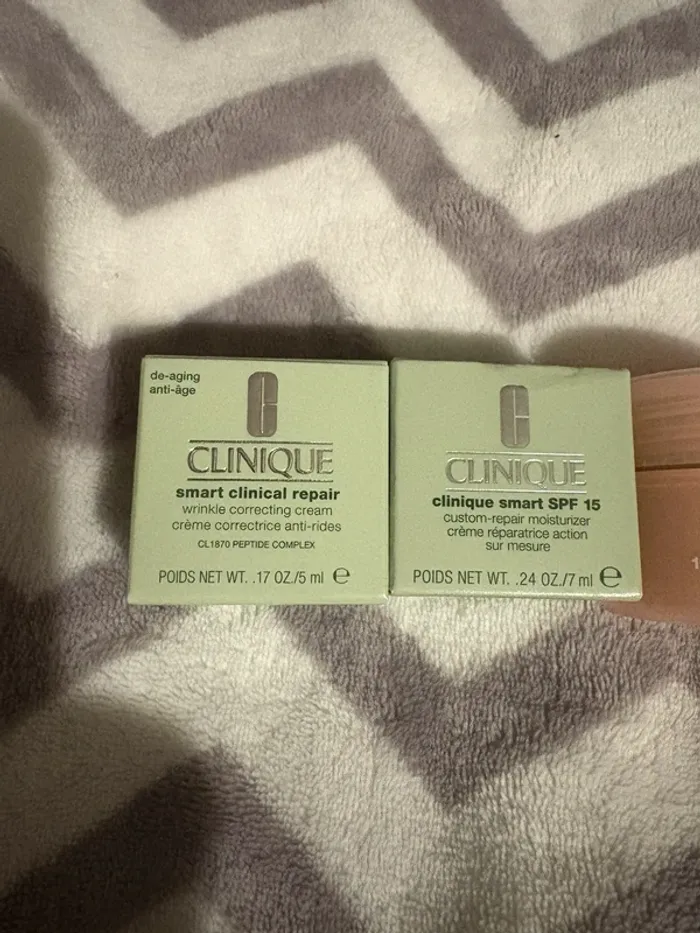 de-aging
anti-âge
CLINIQUE
smart clinical repair
wrinkle correcting cream
crème correctrice anti-rides
CL1870 PEPTIDE COMPLEX
POIDS NET WT. .17 OZ./5 ml ℮
CLINIQUE
clinique smart SPF 15
custom-repair moisturizer
crème réparatrice action
sur mesure
POIDS NET WT. .24 OZ./7 ml ℮
1